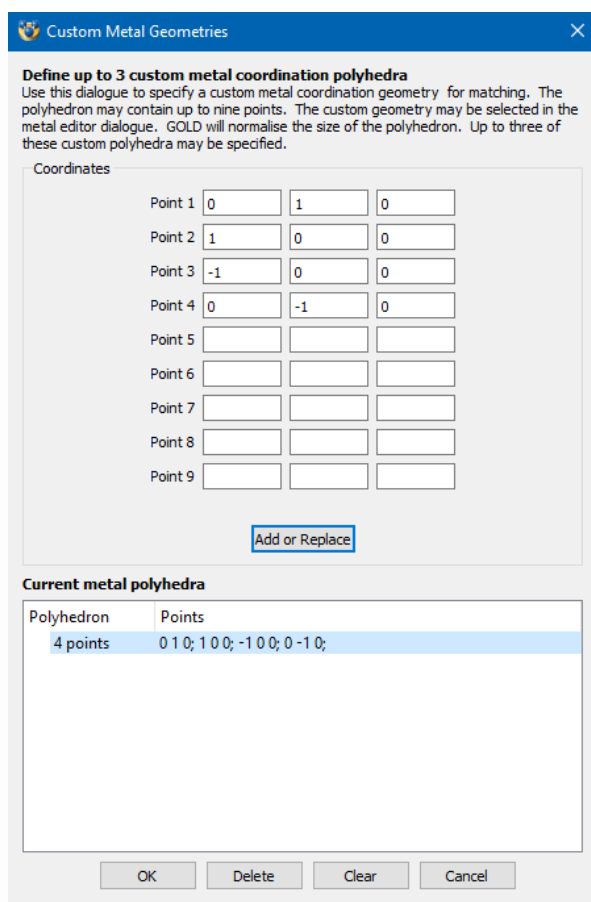 Custom Metal Geometries
Define up to 3 custom metal coordination polyhedra
Use this dialogue to specify a custom metal coordination geometry for matching. The
polyhedron may contain up to nine points. The custom geometry may be selected in the
metal editor dialogue. GOLD will normalise the size of the polyhedron. Up to three of
these custom polyhedra may be specified.
Coordinates
Point 1 0 1 0
Point 2 1 0 0
Point 3 -1 0 0
Point 4 0 -1 0
Point 5
Point 6
Point 7
Point 8
Point 9
Add or Replace
Current metal polyhedra
Polyhedron Points
4 points 0 1 0; 1 0 0; -1 0 0; 0 -1 0;
OK Delete Clear Cancel